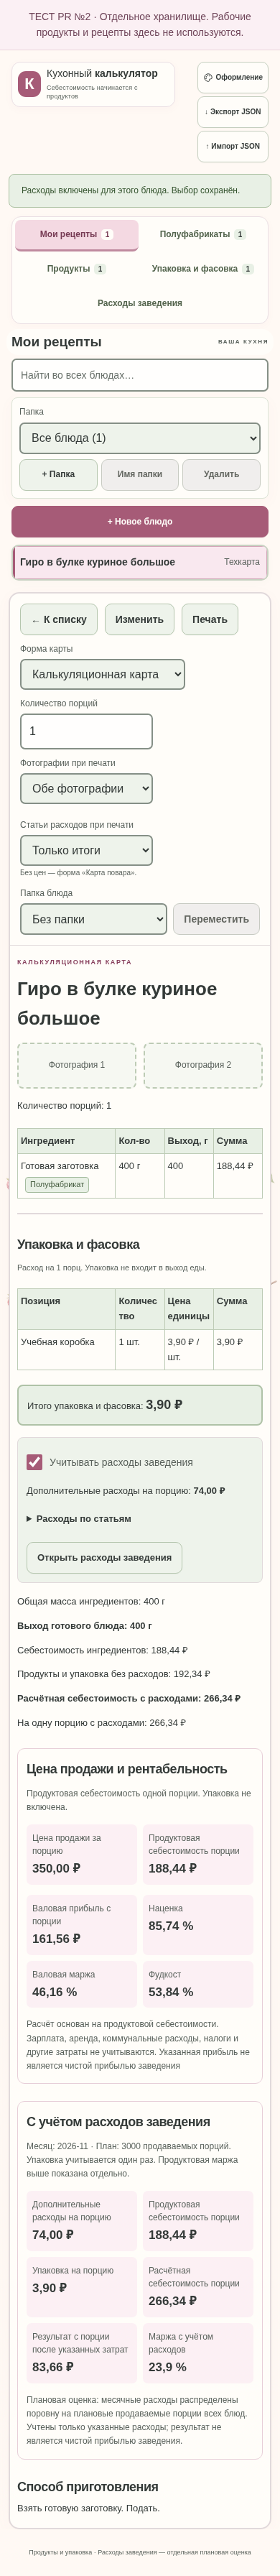 ТЕСТ PR №2 · Отдельное хранилище. Рабочие
продукты и рецепты здесь не используются.
К
Кухонный калькулятор
Себестоимость начинается с
продуктов
Оформление
↓ Экспорт JSON
↑ Импорт JSON
Расходы включены для этого блюда. Выбор сохранён.
Мои рецепты 1
Полуфабрикаты 1
Продукты 1
Упаковка и фасовка 1
Расходы заведения
Мои рецепты
ВАША КУХНЯ
Найти во всех блюдах…
Папка
Все блюда (1)
+ Папка
Имя папки
Удалить
+ Новое блюдо
Гиро в булке куриное большое
Техкарта
← К списку
Изменить
Печать
Форма карты
Калькуляционная карта
Количество порций
1
Фотографии при печати
Обе фотографии
Статьи расходов при печати
Только итоги
Без цен — форма «Карта повара».
Папка блюда
Без папки
Переместить
КАЛЬКУЛЯЦИОННАЯ КАРТА
Гиро в булке куриное
большое
Фотография 1
Фотография 2
Количество порций: 1
Ингредиент Кол-во Выход, г Сумма
Готовая заготовка 400 г 400 188,44 ₽
Полуфабрикат
Упаковка и фасовка
Расход на 1 порц. Упаковка не входит в выход еды.
Позиция Количес Цена Сумма
тво единицы
Учебная коробка 1 шт. 3,90 ₽ / 3,90 ₽
шт.
Итого упаковка и фасовка: 3,90 ₽
Учитывать расходы заведения
Дополнительные расходы на порцию: 74,00 ₽
▶ Расходы по статьям
Открыть расходы заведения
Общая масса ингредиентов: 400 г
Выход готового блюда: 400 г
Себестоимость ингредиентов: 188,44 ₽
Продукты и упаковка без расходов: 192,34 ₽
Расчётная себестоимость с расходами: 266,34 ₽
На одну порцию с расходами: 266,34 ₽
Цена продажи и рентабельность
Продуктовая себестоимость одной порции. Упаковка не
включена.
Цена продажи за
порцию
350,00 ₽
Продуктовая
себестоимость порции
188,44 ₽
Валовая прибыль с
порции
161,56 ₽
Наценка
85,74 %
Валовая маржа
46,16 %
Фудкост
53,84 %
Расчёт основан на продуктовой себестоимости.
Зарплата, аренда, коммунальные расходы, налоги и
другие затраты не учитываются. Указанная прибыль не
является чистой прибылью заведения
С учётом расходов заведения
Месяц: 2026-11 · План: 3000 продаваемых порций.
Упаковка учитывается один раз. Продуктовая маржа
выше показана отдельно.
Дополнительные
расходы на порцию
74,00 ₽
Продуктовая
себестоимость порции
188,44 ₽
Упаковка на порцию
3,90 ₽
Расчётная
себестоимость порции
266,34 ₽
Результат с порции
после указанных затрат
83,66 ₽
Маржа с учётом
расходов
23,9 %
Плановая оценка: месячные расходы распределены
поровну на плановые продаваемые порции всех блюд.
Учтены только указанные расходы; результат не
является чистой прибылью заведения.
Способ приготовления
Взять готовую заготовку. Подать.
Продукты и упаковка · Расходы заведения — отдельная плановая оценка